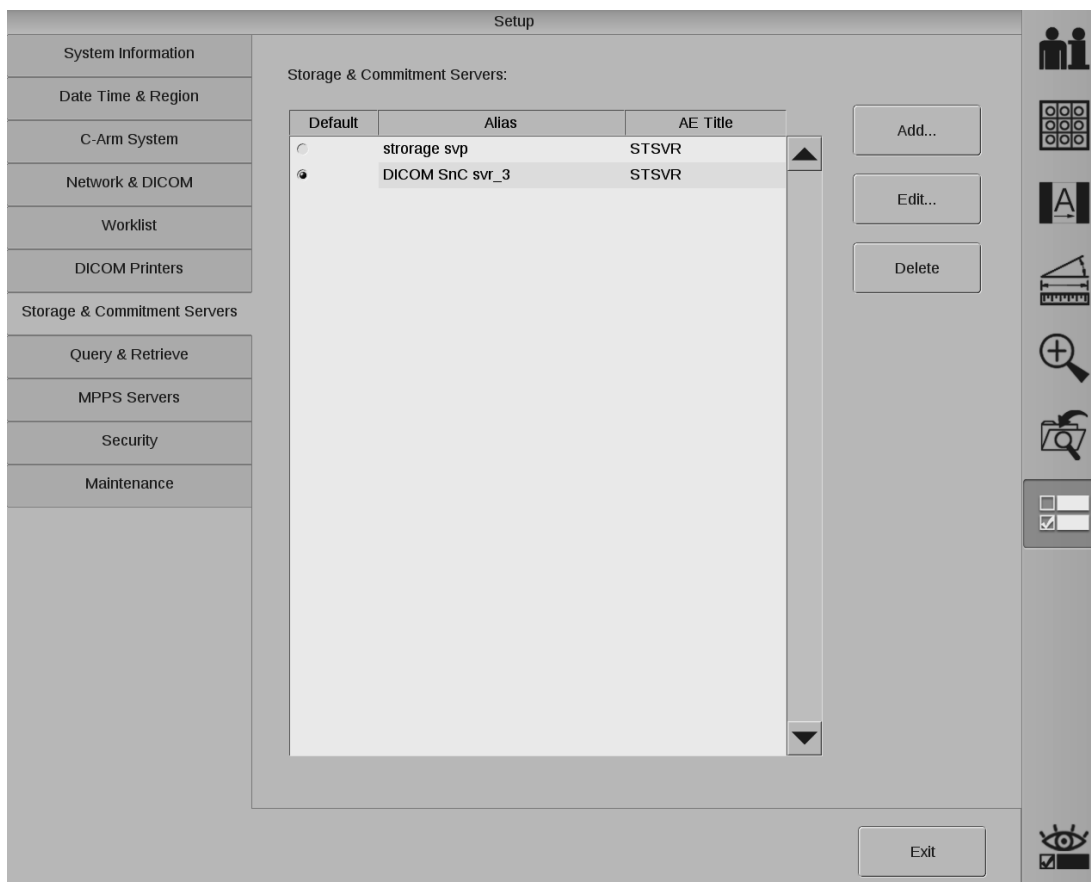 Setup
System Information
Date Time & Region
C-Arm System
Network & DICOM
Worklist
DICOM Printers
Storage & Commitment Servers
Query & Retrieve
MPPS Servers
Security
Maintenance
Storage & Commitment Servers:
Default Alias AE Title
strorage svp STSVR
DICOM SnC svr_3 STSVR
Add...
Edit...
Delete
Exit
A